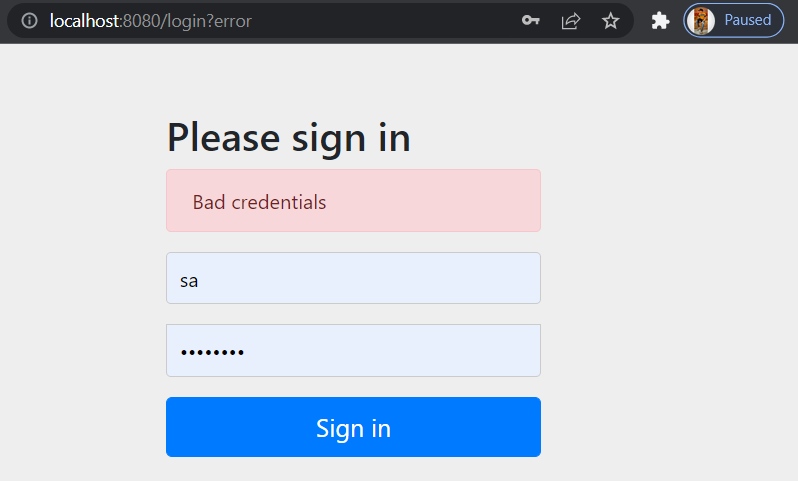 localhost:8080/login?error
Paused
Please sign in
Bad credentials
sa
••••••••
Sign in